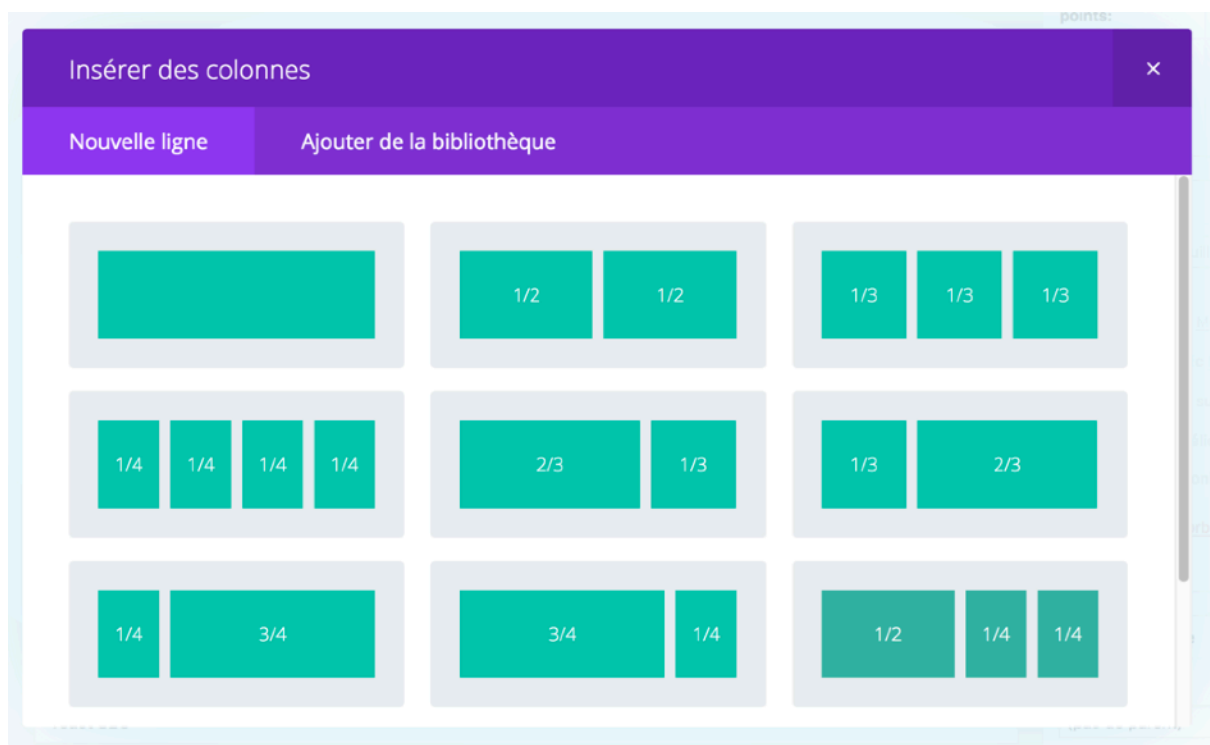 points:
Insérer des colonnes ×
Nouvelle ligne Ajouter de la bibliothèque
1/2 1/2 1/3 1/3 1/3
1/4 1/4 1/4 1/4 2/3 1/3 1/3 2/3
1/4 3/4 3/4 1/4 1/2 1/4 1/4